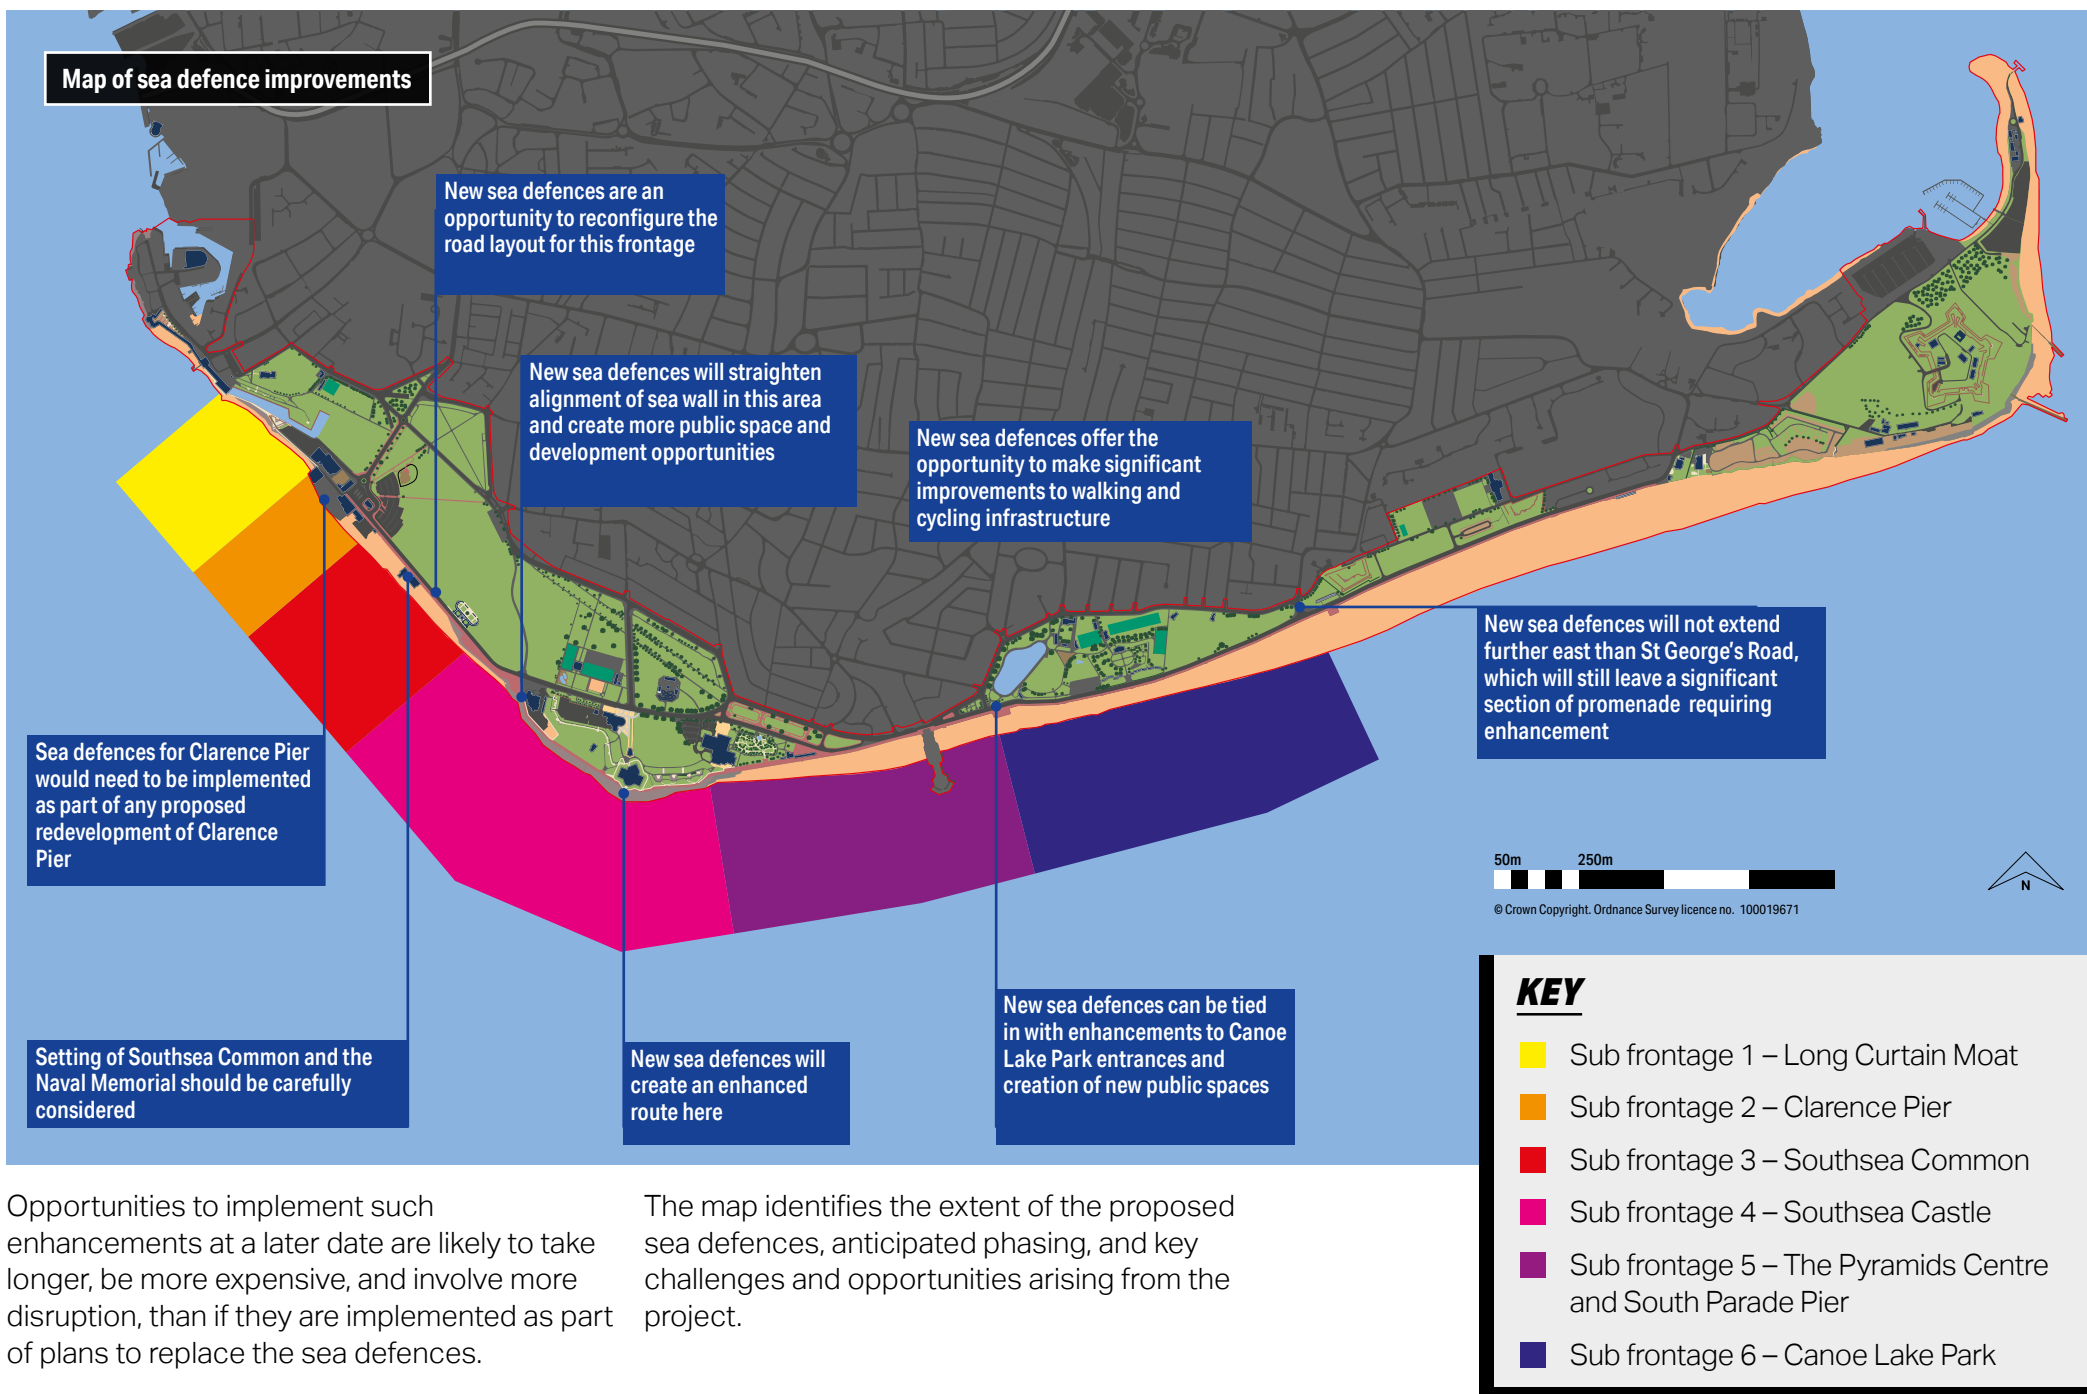 Map of sea defence improvements
New sea defences are an
opportunity to reconfigure the
road layout for this frontage
New sea defences will straighten
alignment of sea wall in this area
and create more public space and
development opportunities
New sea defences offer the
opportunity to make significant
improvements to walking and
cycling infrastructure
New sea defences will not extend
further east than St George's Road,
which will still leave a significant
section of promenade requiring
enhancement
Sea defences for Clarence Pier
would need to be implemented
as part of any proposed
redevelopment of Clarence
Pier
Setting of Southsea Common and the
Naval Memorial should be carefully
considered
New sea defences will
create an enhanced
route here
New sea defences can be tied
in with enhancements to Canoe
Lake Park entrances and
creation of new public spaces
50m 250m
N
© Crown Copyright. Ordnance Survey licence no. 100019671
KEY
Sub frontage 1 – Long Curtain Moat
Sub frontage 2 – Clarence Pier
Sub frontage 3 – Southsea Common
Sub frontage 4 – Southsea Castle
Sub frontage 5 – The Pyramids Centre
and South Parade Pier
Sub frontage 6 – Canoe Lake Park
Opportunities to implement such
enhancements at a later date are likely to take
longer, be more expensive, and involve more
disruption, than if they are implemented as part
of plans to replace the sea defences.
The map identifies the extent of the proposed
sea defences, anticipated phasing, and key
challenges and opportunities arising from the
project.